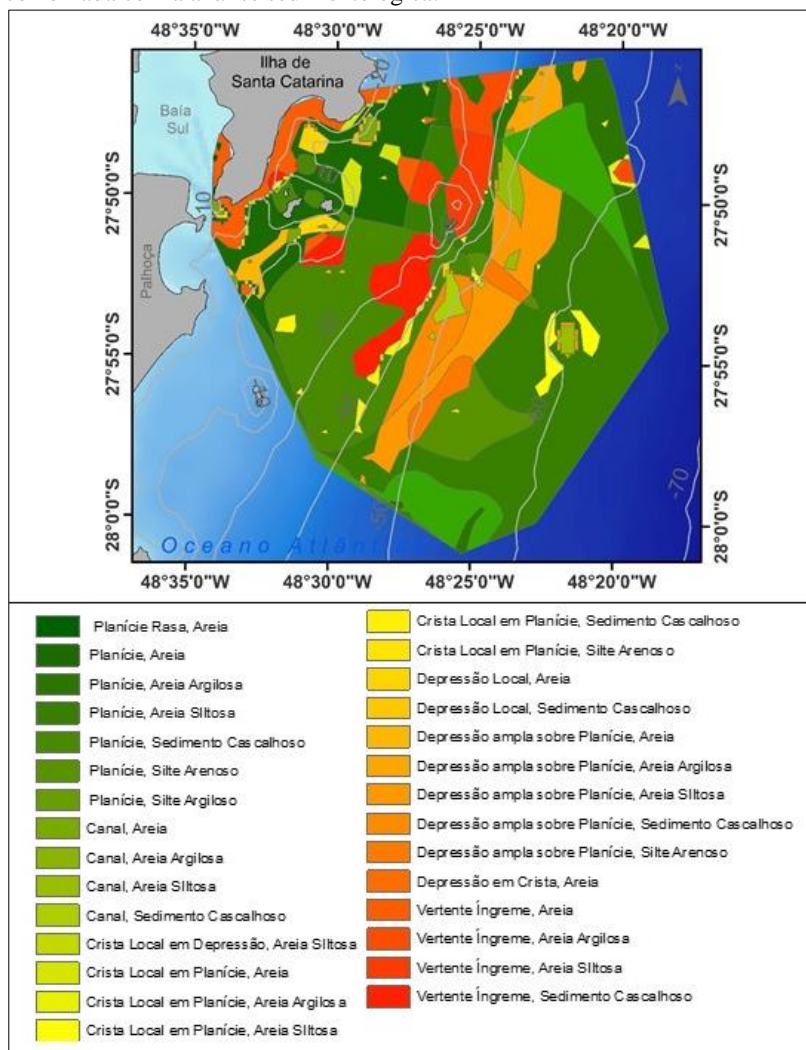 48°35'0"W 48°30'0"W 48°25'0"W 48°20'0"W
Ilha de
Santa Catarina
Baía
Sul
Palhoça
Oceano Atlânti
-10
-70
27°50'0"S 27°50'0"S
27°55'0"S 27°55'0"S
28°0'0"S 28°0'0"S
48°35'0"W 48°30'0"W 48°25'0"W 48°20'0"W
Planície Rasa, Areia
Planície, Areia
Planície, Areia Argilosa
Planície, Areia Siltosa
Planície, Sedimento Cascalhoso
Planície, Silte Arenoso
Planície, Silte Argiloso
Canal, Areia
Canal, Areia Argilosa
Canal, Areia Siltosa
Canal, Sedimento Cascalhoso
Crista Local em Depressão, Areia Siltosa
Crista Local em Planície, Areia
Crista Local em Planície, Areia Argilosa
Crista Local em Planície, Areia Siltosa
Crista Local em Planície, Sedimento Cascalhoso
Crista Local em Planície, Silte Arenoso
Depressão Local, Areia
Depressão Local, Sedimento Cascalhoso
Depressão ampla sobre Planície, Areia
Depressão ampla sobre Planície, Areia Argilosa
Depressão ampla sobre Planície, Areia Siltosa
Depressão ampla sobre Planície, Sedimento Cascalhoso
Depressão ampla sobre Planície, Silte Arenoso
Depressão em Crista, Areia
Vertente Íngreme, Areia
Vertente Íngreme, Areia Argilosa
Vertente Íngreme, Areia Siltosa
Vertente Íngreme, Sedimento Cascalhoso